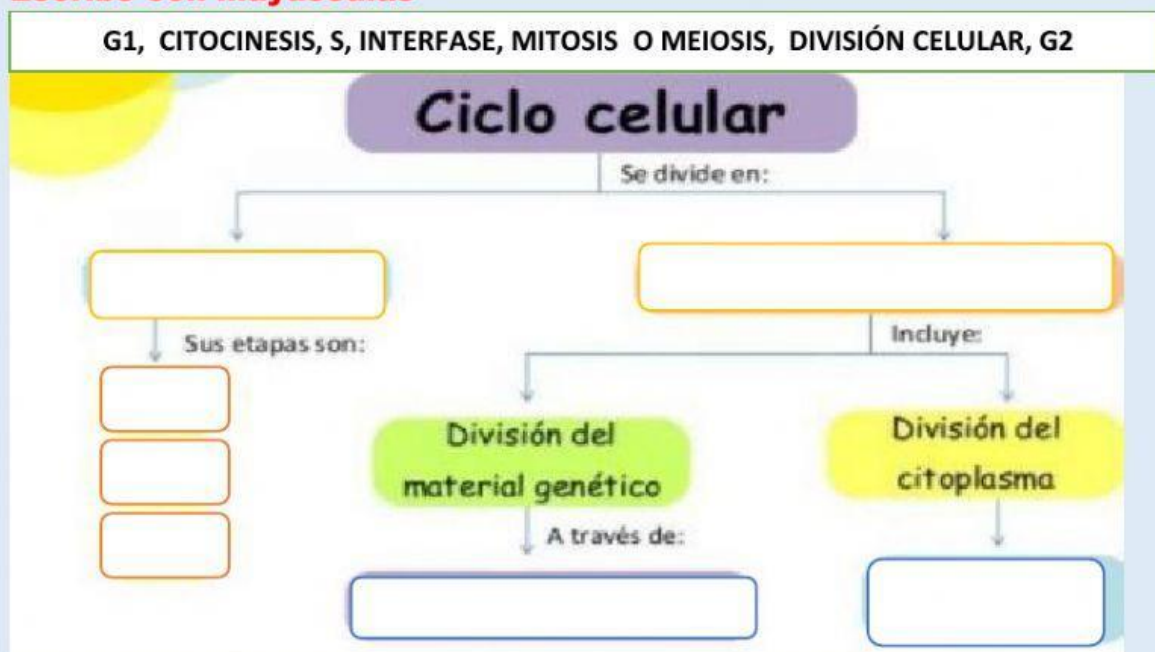 G1, CITOCINESIS, S, INTERFASE, MITOSIS O MEIOSIS, DIVISIÓN CELULAR, G2
Ciclo celular
Se divide en:
Sus etapas son:
Incluye:
División del
material genético
División del
citoplasma
A través de: